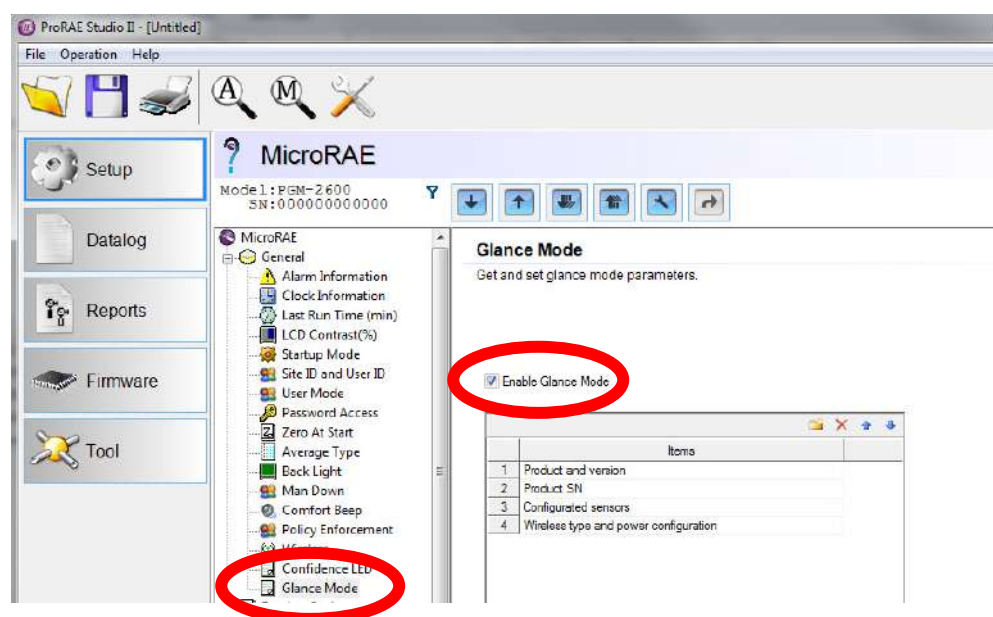 ProRAE Studio II - [Untitled]
File Operation Help
A M
Setup
Datalog
Reports
Firmware
Tool
MicroRAE
Model:PGM-2600
SN:000000000000
MicroRAE
General
Alarm Information
Clock Information
Last Run Time (min)
LCD Contrast(%)
Startup Mode
Site ID and User ID
User Mode
Password Access
Zero At Start
Average Type
Back Light
Man Down
Comfort Beep
Policy Enforcement
Wireless
Confidence LED
Glance Mode
Glance Mode
Get and set glance mode parameters.
Enable Glance Mode
Items
1 Product and version
2 Product SN
3 Configurated sensors
4 Wireless type and power configuration